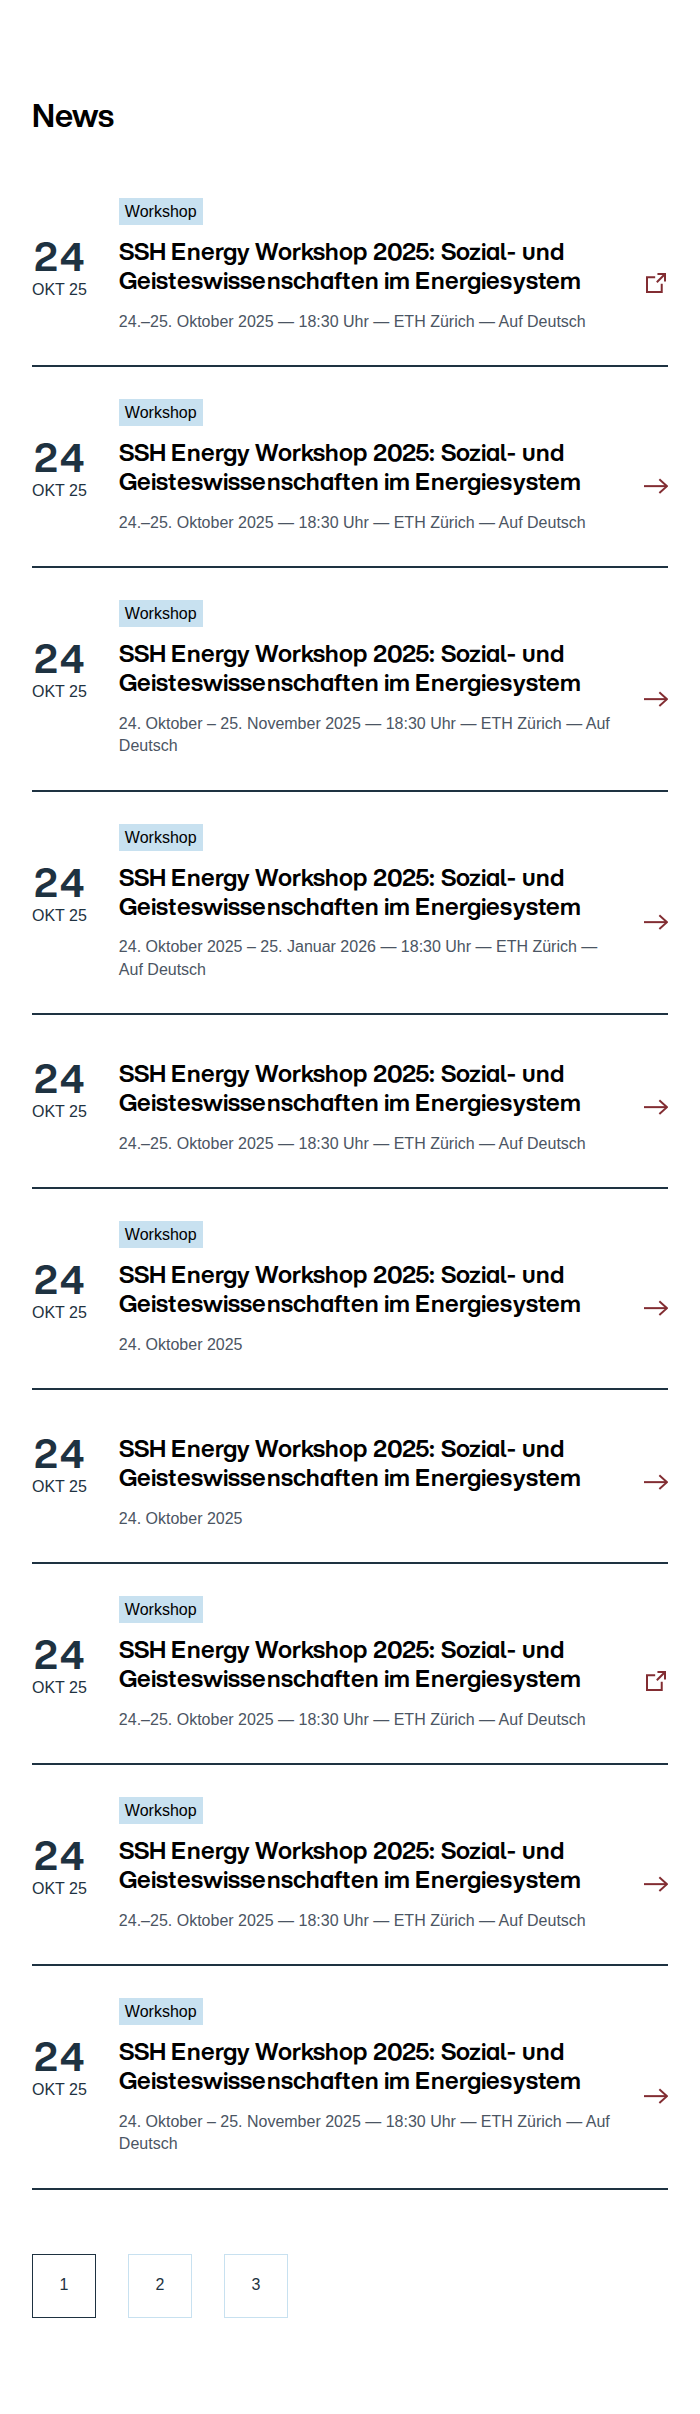 News
Workshop
24
OKT 25
SSH Energy Workshop 2025: Sozial- und
Geisteswissenschaften im Energiesystem
24.–25. Oktober 2025 — 18:30 Uhr — ETH Zürich — Auf Deutsch
Workshop
24
OKT 25
SSH Energy Workshop 2025: Sozial- und
Geisteswissenschaften im Energiesystem
24.–25. Oktober 2025 — 18:30 Uhr — ETH Zürich — Auf Deutsch
Workshop
24
OKT 25
SSH Energy Workshop 2025: Sozial- und
Geisteswissenschaften im Energiesystem
24. Oktober – 25. November 2025 — 18:30 Uhr — ETH Zürich — Auf
Deutsch
Workshop
24
OKT 25
SSH Energy Workshop 2025: Sozial- und
Geisteswissenschaften im Energiesystem
24. Oktober 2025 – 25. Januar 2026 — 18:30 Uhr — ETH Zürich —
Auf Deutsch
24
OKT 25
SSH Energy Workshop 2025: Sozial- und
Geisteswissenschaften im Energiesystem
24.–25. Oktober 2025 — 18:30 Uhr — ETH Zürich — Auf Deutsch
Workshop
24
OKT 25
SSH Energy Workshop 2025: Sozial- und
Geisteswissenschaften im Energiesystem
24. Oktober 2025
24
OKT 25
SSH Energy Workshop 2025: Sozial- und
Geisteswissenschaften im Energiesystem
24. Oktober 2025
Workshop
24
OKT 25
SSH Energy Workshop 2025: Sozial- und
Geisteswissenschaften im Energiesystem
24.–25. Oktober 2025 — 18:30 Uhr — ETH Zürich — Auf Deutsch
Workshop
24
OKT 25
SSH Energy Workshop 2025: Sozial- und
Geisteswissenschaften im Energiesystem
24.–25. Oktober 2025 — 18:30 Uhr — ETH Zürich — Auf Deutsch
Workshop
24
OKT 25
SSH Energy Workshop 2025: Sozial- und
Geisteswissenschaften im Energiesystem
24. Oktober – 25. November 2025 — 18:30 Uhr — ETH Zürich — Auf
Deutsch
1 2 3